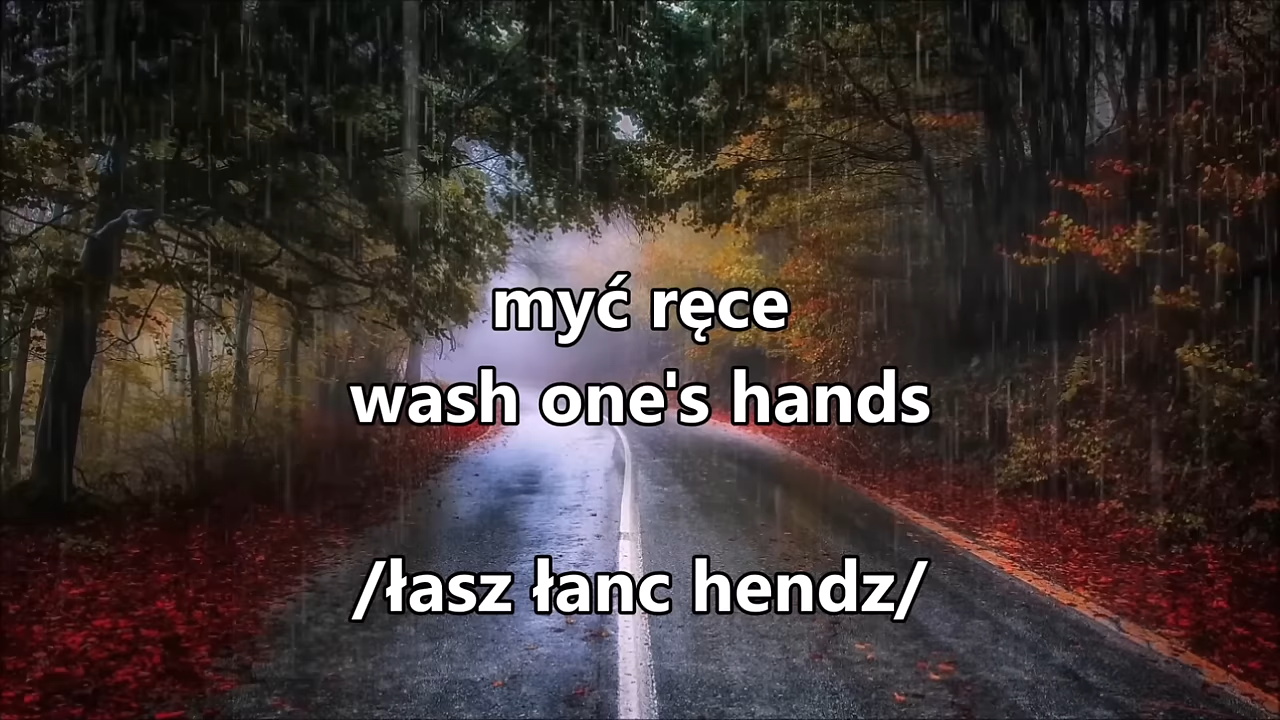 myć ręce
wash one's hands
/łasz łanc hendz/